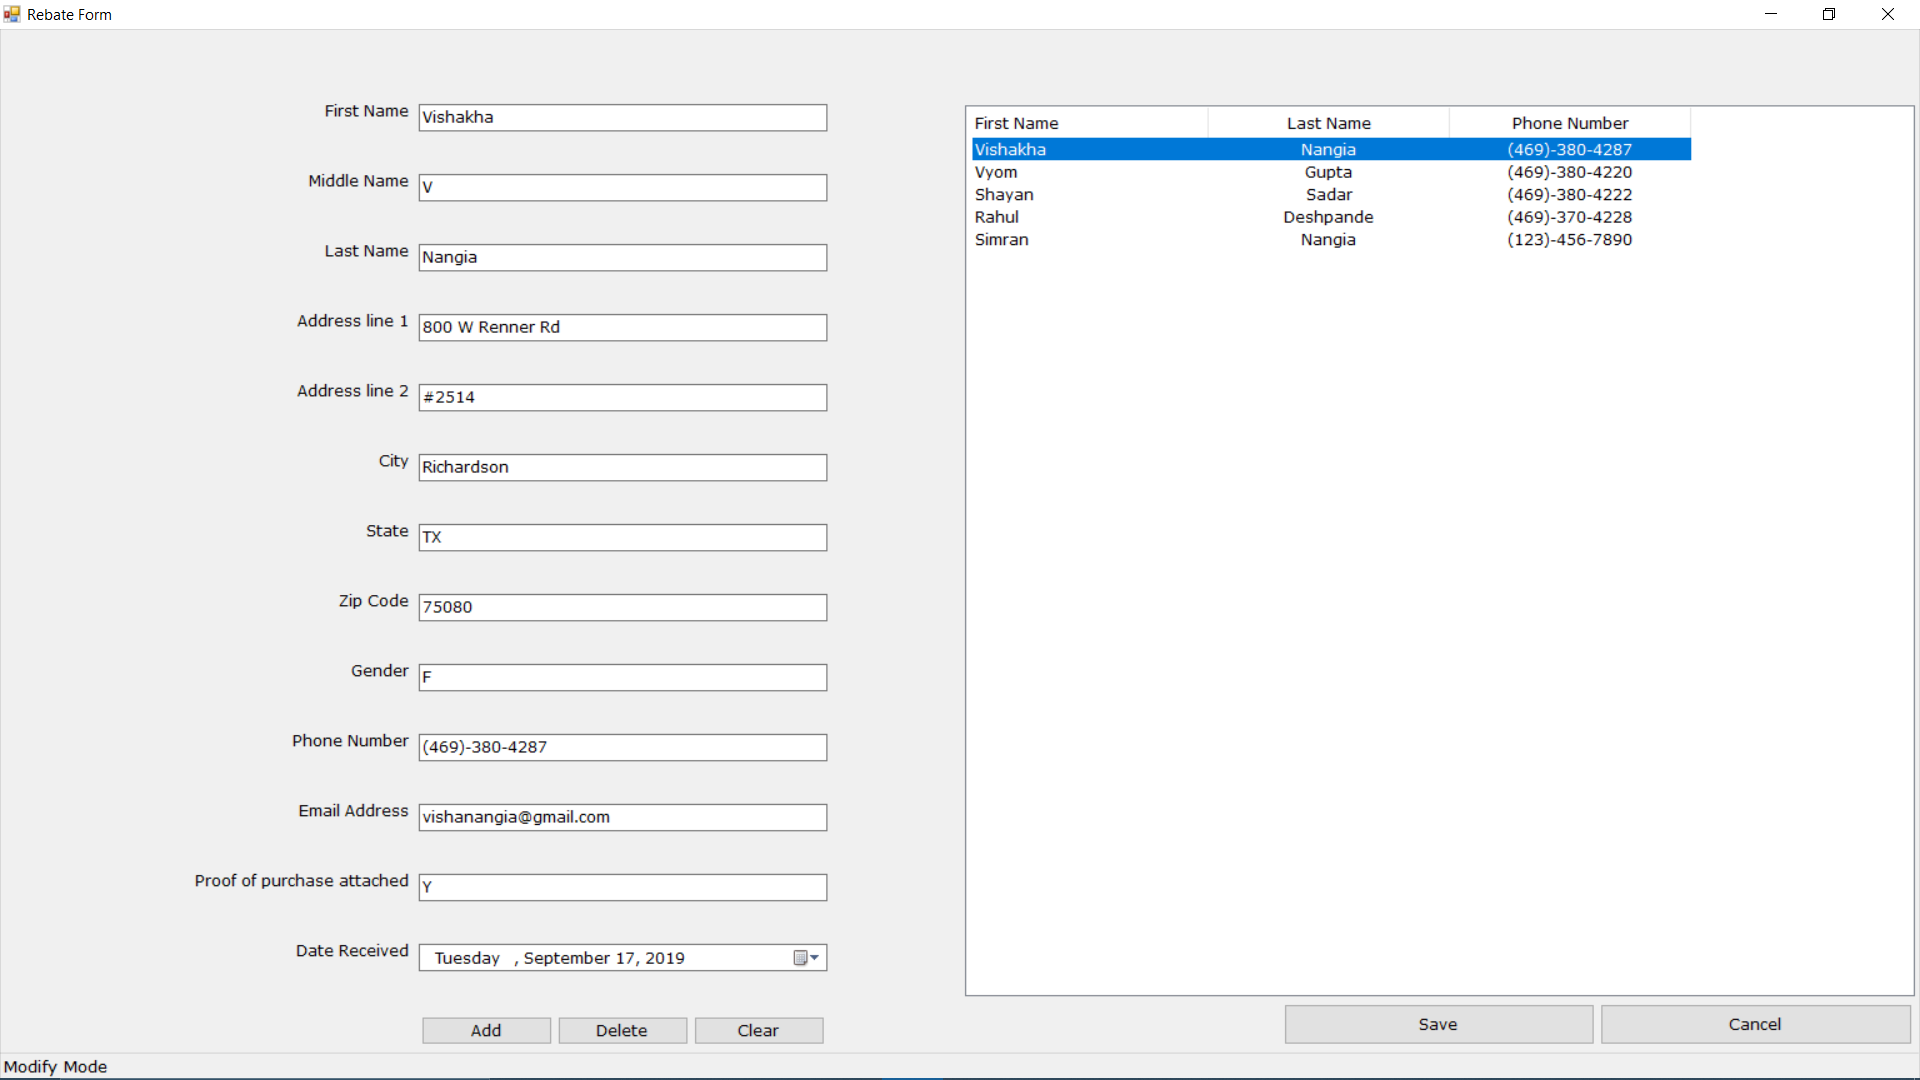 Rebate Form
First Name Vishakha
Middle Name V
Last Name Nangia
Address line 1 800 W Renner Rd
Address line 2 #2514
City Richardson
State TX
Zip Code 75080
Gender F
Phone Number (469)-380-4287
Email Address vishanangia@gmail.com
Proof of purchase attached Y
Date Received Tuesday , September 17, 2019
Add Delete Clear
First Name Last Name Phone Number
Vishakha Nangia (469)-380-4287
Vyom Gupta (469)-380-4220
Shayan Sadar (469)-380-4222
Rahul Deshpande (469)-370-4228
Simran Nangia (123)-456-7890
Save Cancel
Modify Mode